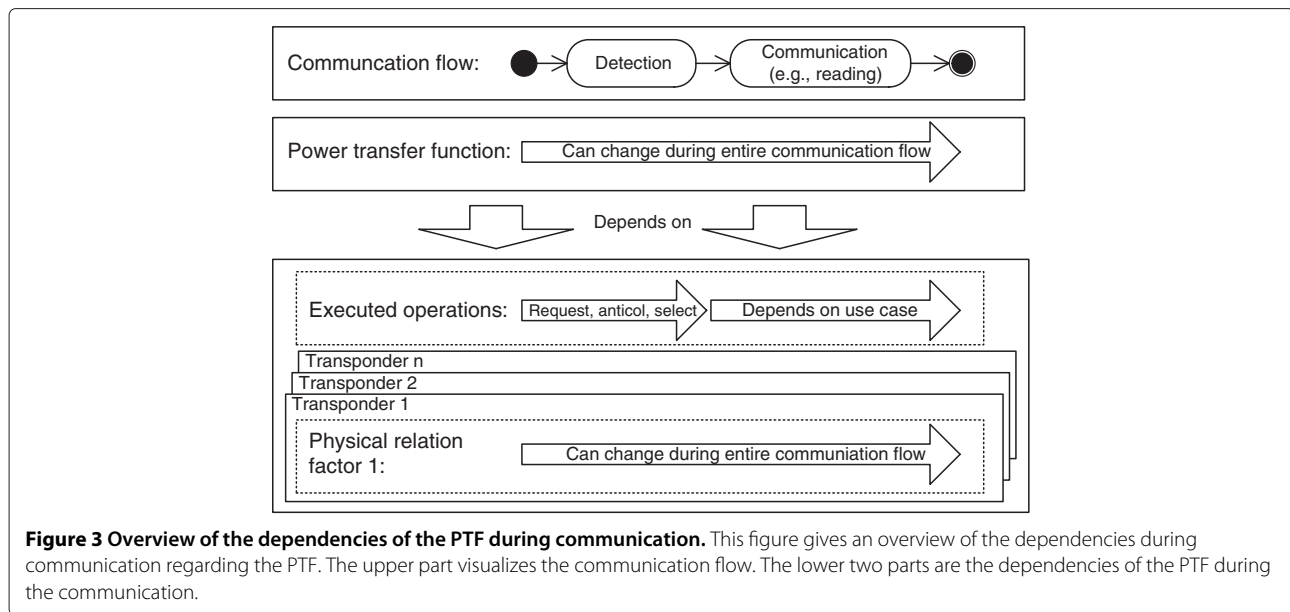 Communcation flow:
Detection
Communication
(e.g., reading)
Power transfer function:
Can change during entire communication flow
Depends on
Executed operations:
Request, anticol, select
Depends on use case
Transponder n
Transponder 2
Transponder 1
Physical relation
factor 1:
Can change during entire communiation flow
Figure 3 Overview of the dependencies of the PTF during communication. This figure gives an overview of the dependencies during
communication regarding the PTF. The upper part visualizes the communication flow. The lower two parts are the dependencies of the PTF during
the communication.